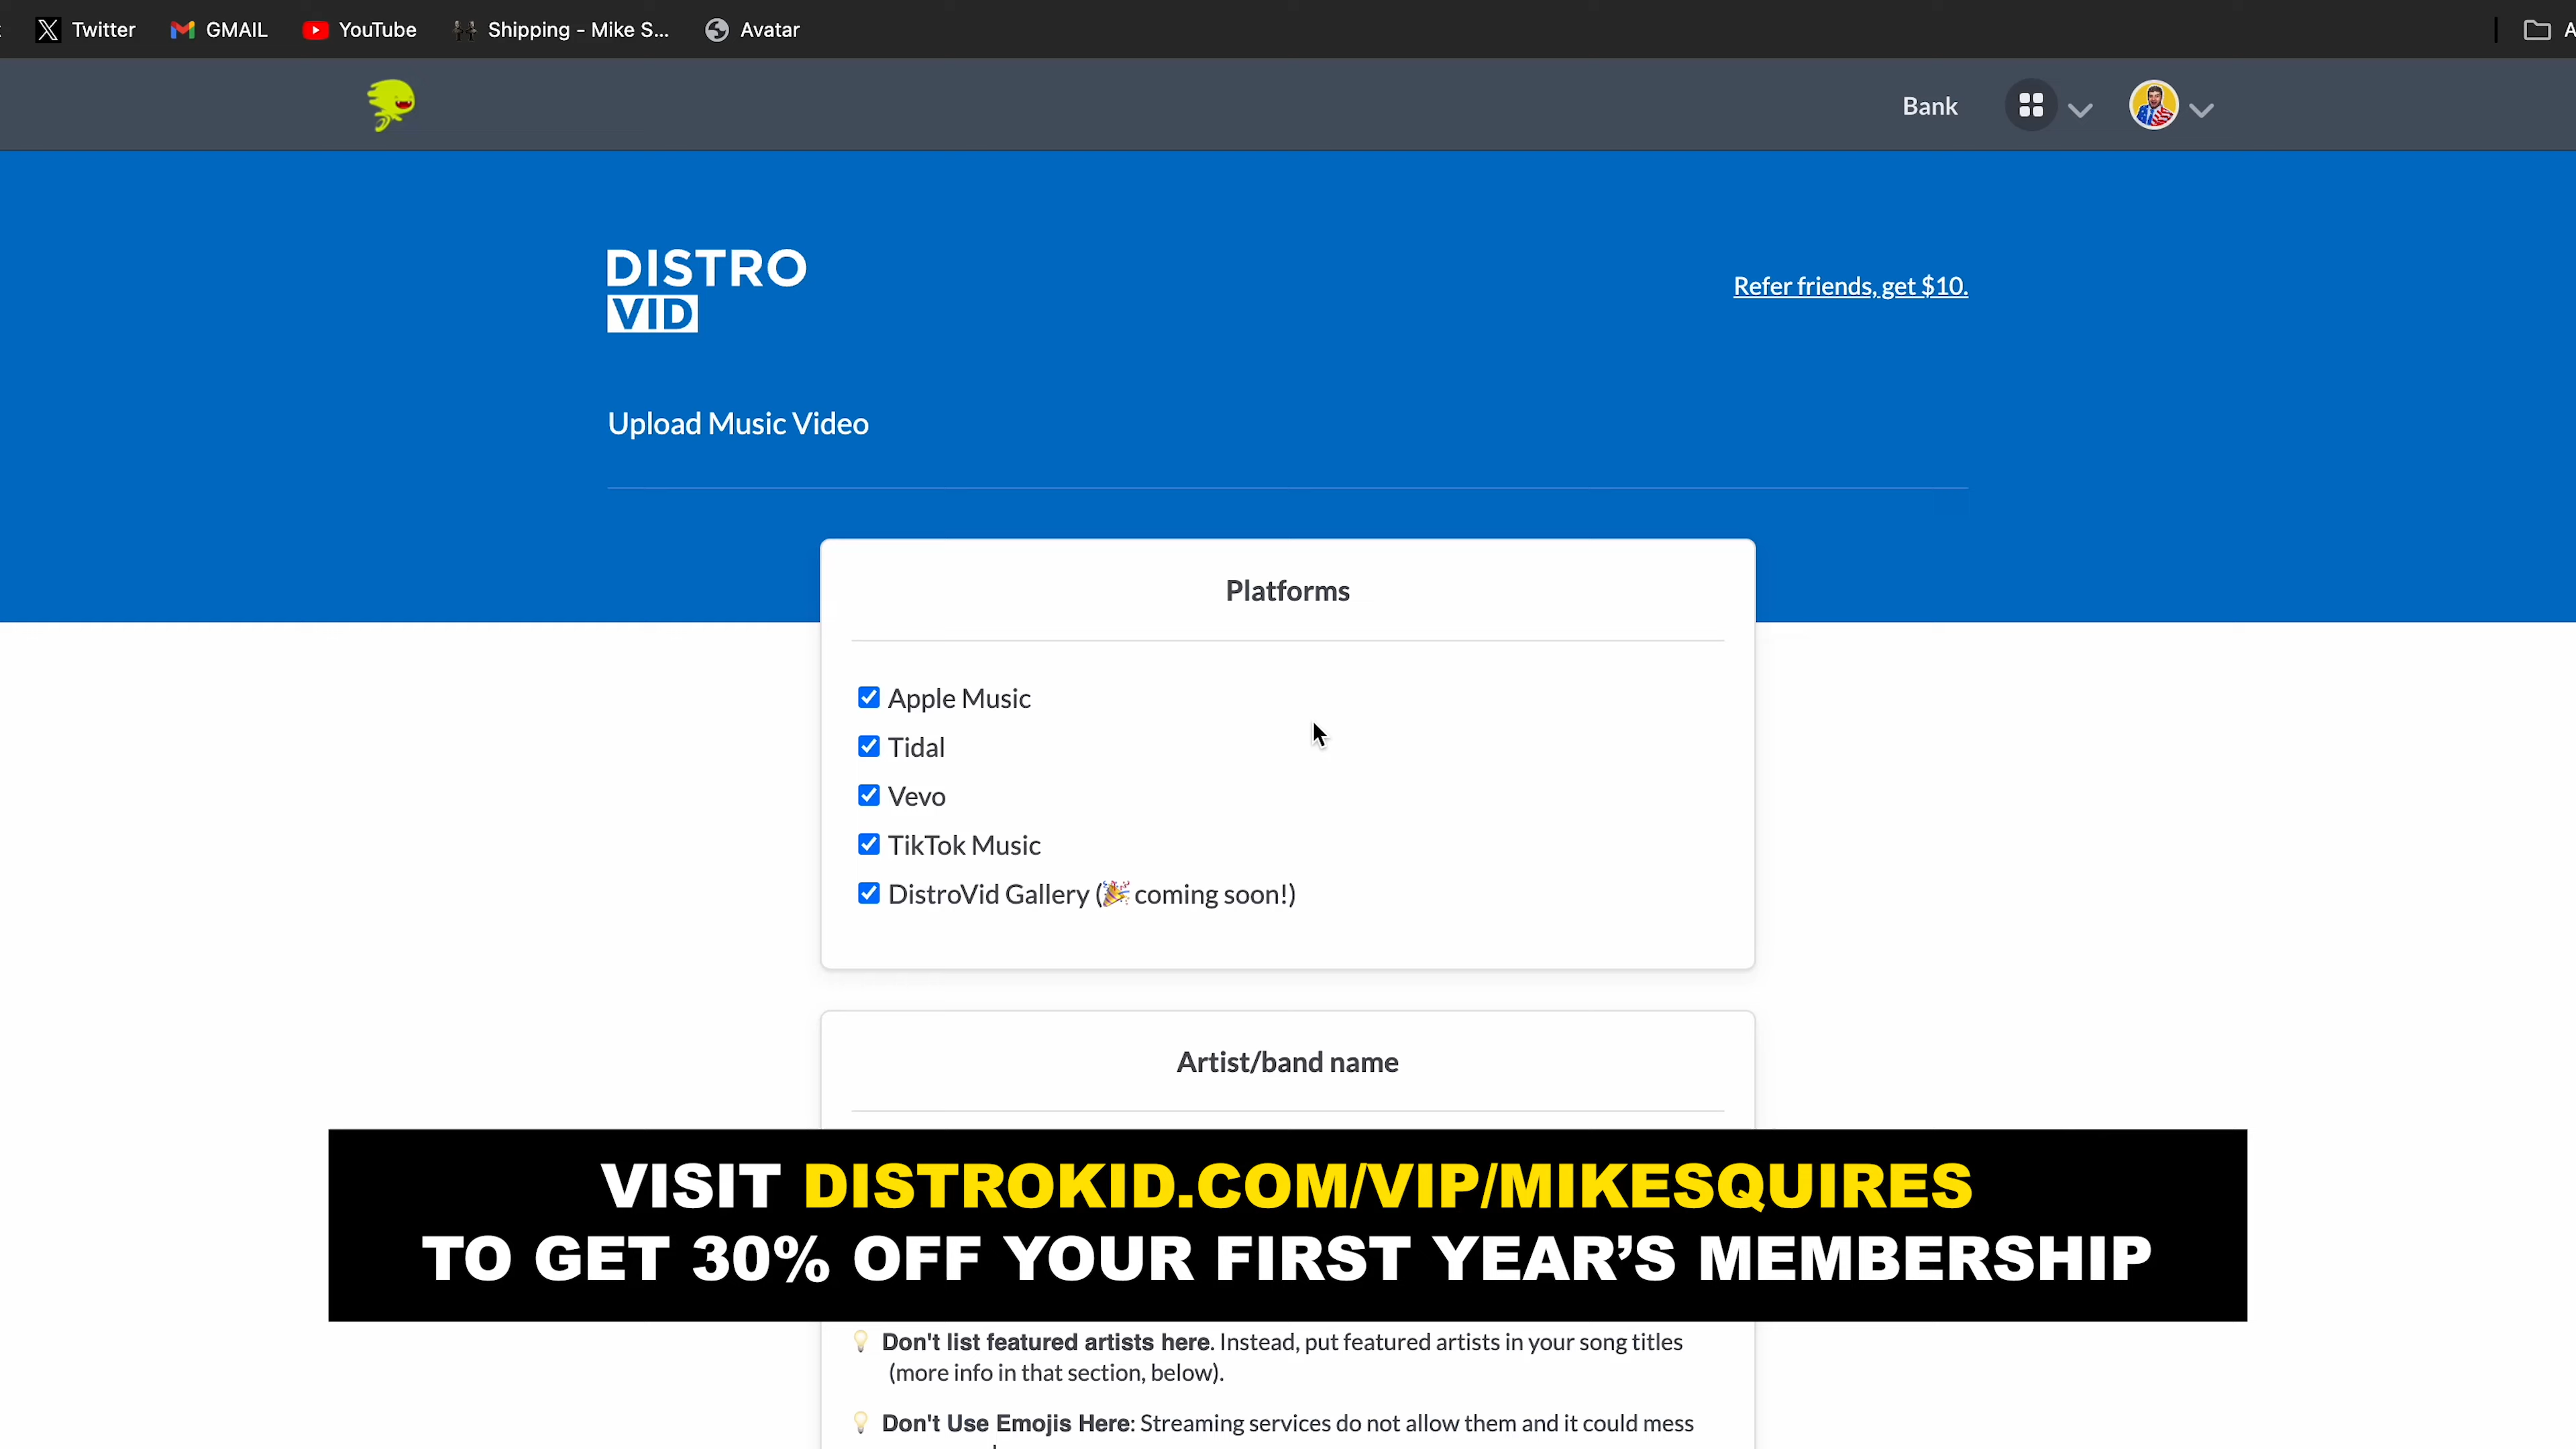 Twitter GMAIL YouTube Shipping - Mike S... Avatar
Bank
DISTRO
VID
Refer friends, get $10.
Upload Music Video
Platforms
Apple Music
Tidal
Vevo
TikTok Music
DistroVid Gallery (🎉 coming soon!)
Artist/band name
VISIT DISTROKID.COM/VIP/MIKESQUIRES
TO GET 30% OFF YOUR FIRST YEAR’S MEMBERSHIP
💡 Don't list featured artists here. Instead, put featured artists in your song titles
(more info in that section, below).
💡 Don't Use Emojis Here: Streaming services do not allow them and it could mess